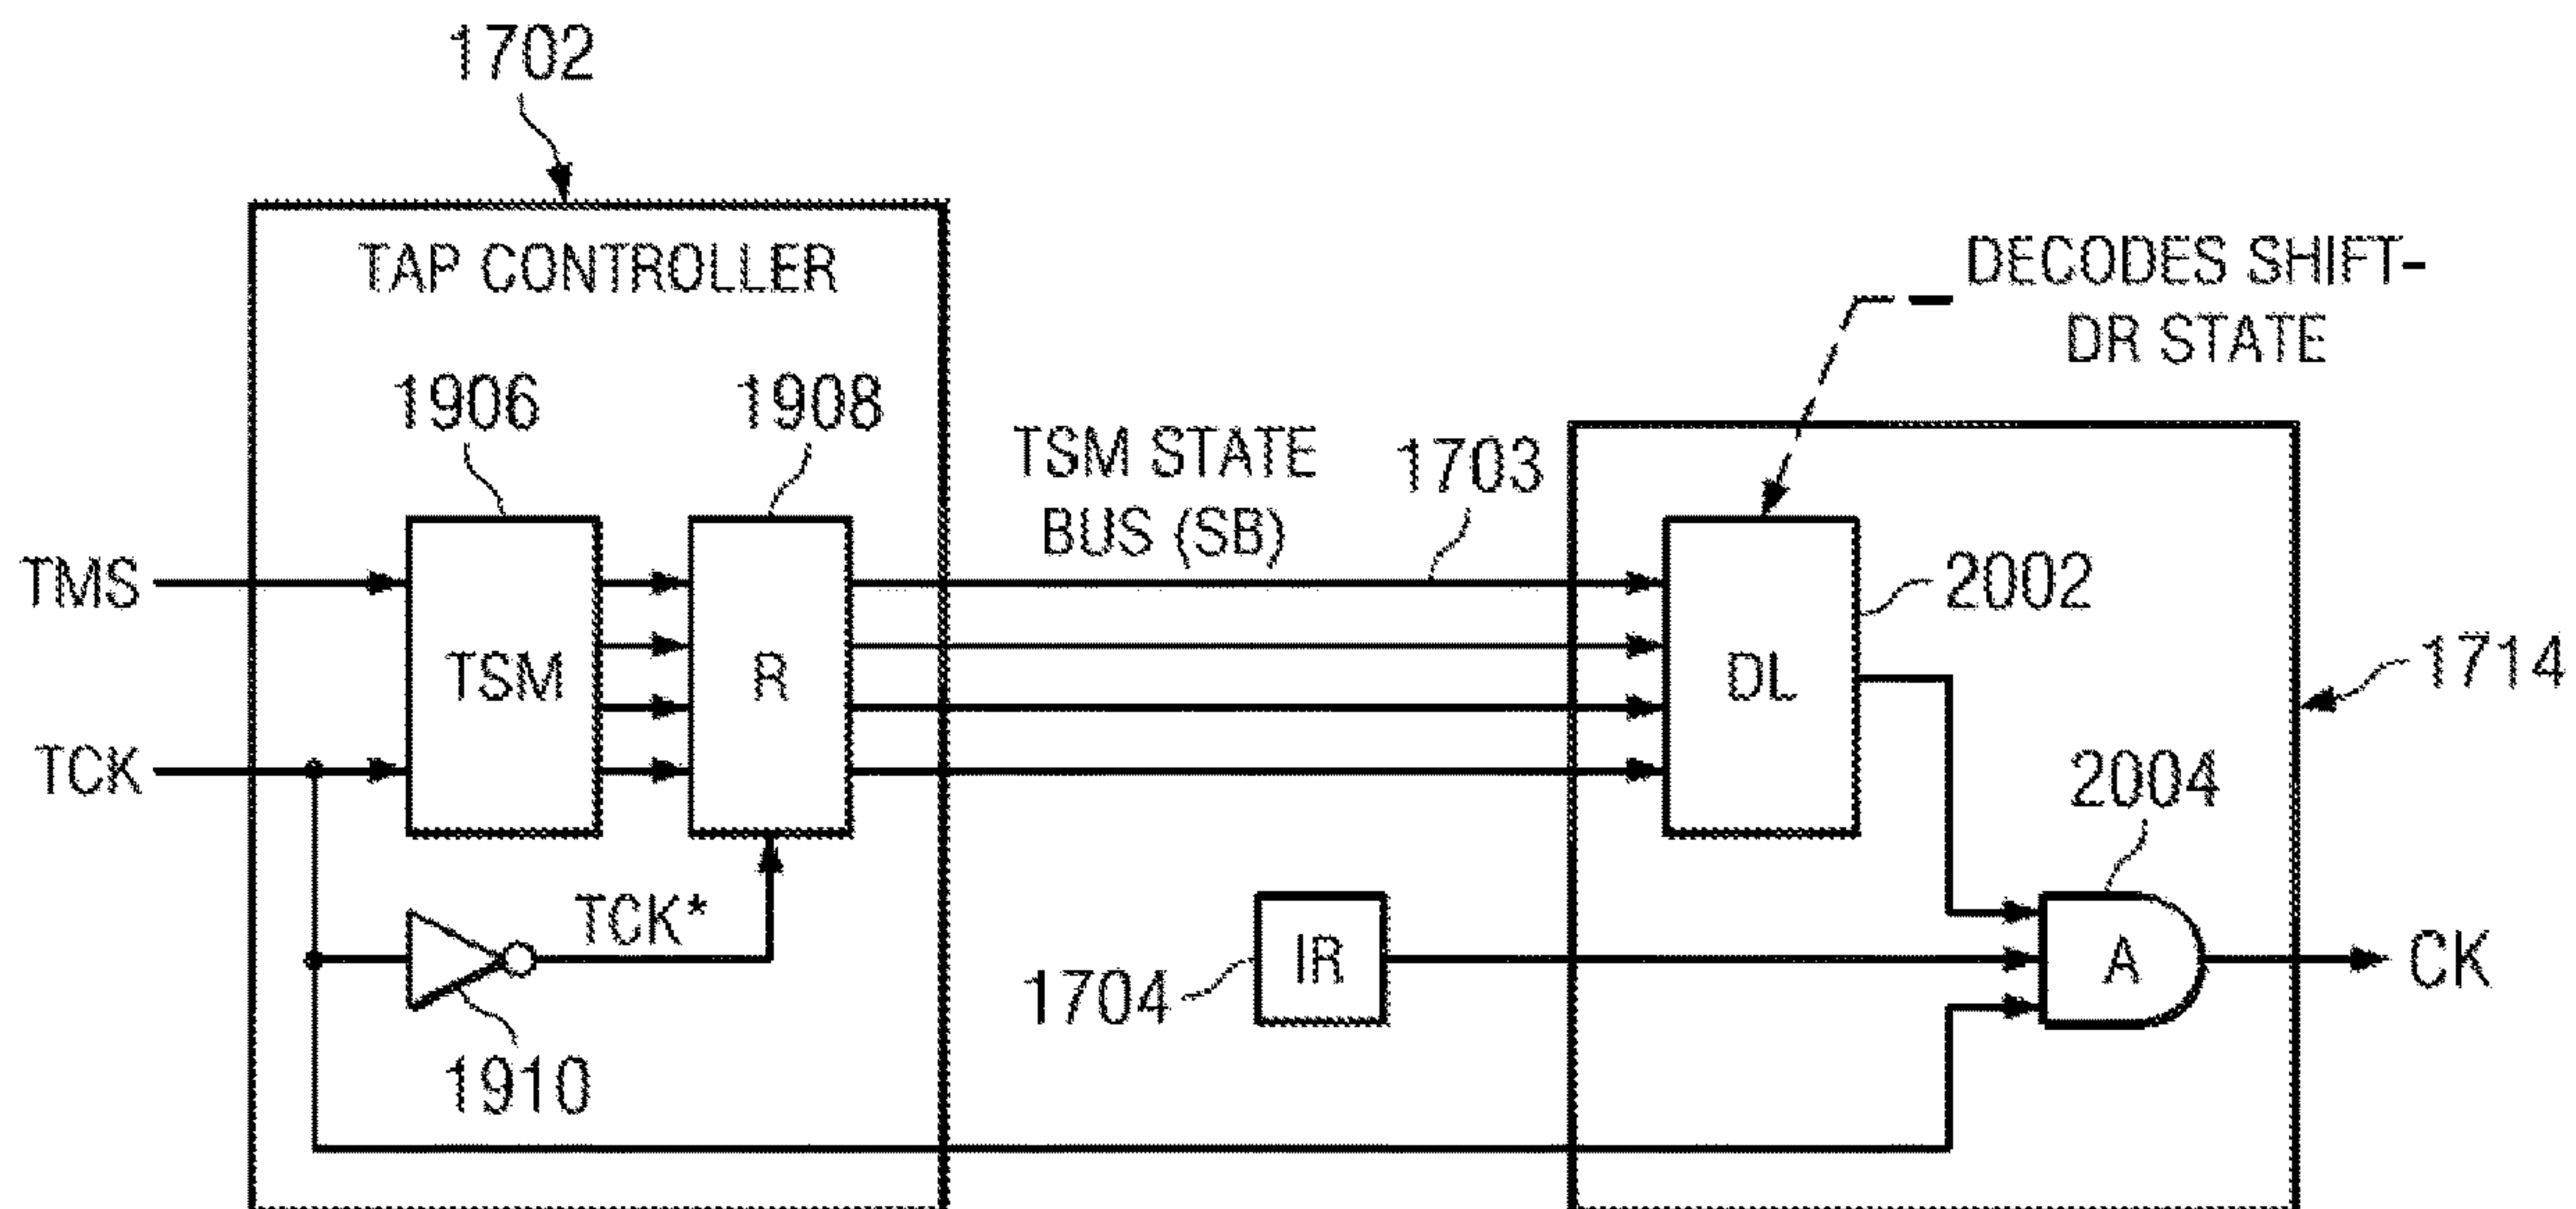 1702
TAP CONTROLLER
DECODES SHIFT-
DR STATE
1906
1908
TSM STATE
BUS (SB)
1703
TMS
TSM
R
DL
2002
1714
TCK
2004
TCK*
1910
1704
IR
A
CK